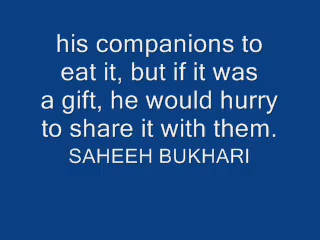 his companions to
eat it, but if it was
a gift, he would hurry
to share it with them.
SAHEEH BUKHARI